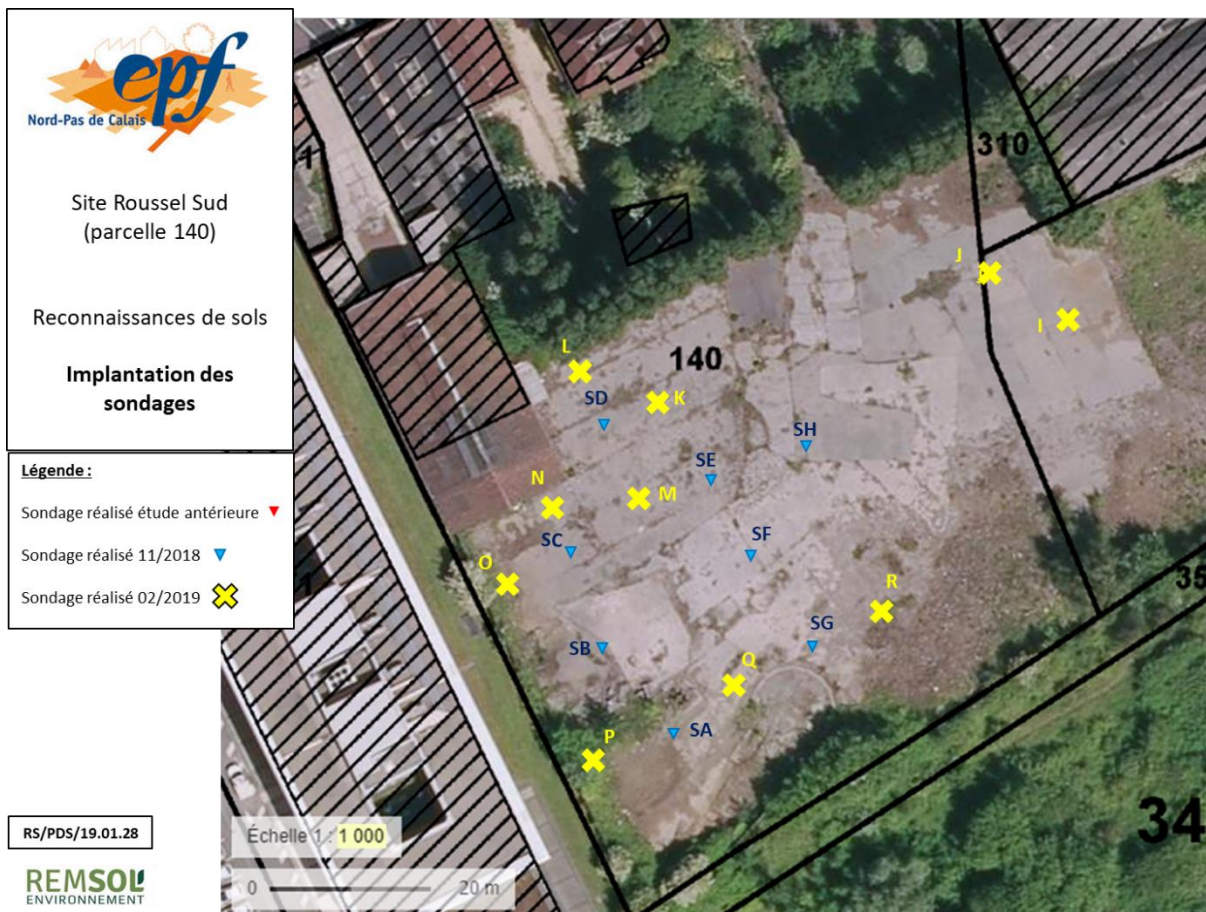 epf
Nord-Pas de Calais
Site Roussel Sud
(parcelle 140)
Reconnaissances de sols
Implantation des
sondages
Légende :
Sondage réalisé étude antérieure
Sondage réalisé 11/2018
Sondage réalisé 02/2019
RS/PDS/19.01.28
REMSOL
ENVIRONNEMENT
310
J
I
L
140
K
SD
SH
SE
N
M
SC
SF
O
R
35
SB
SG
Q
SA
P
34
Échelle 1 : 1 000
0 20 m